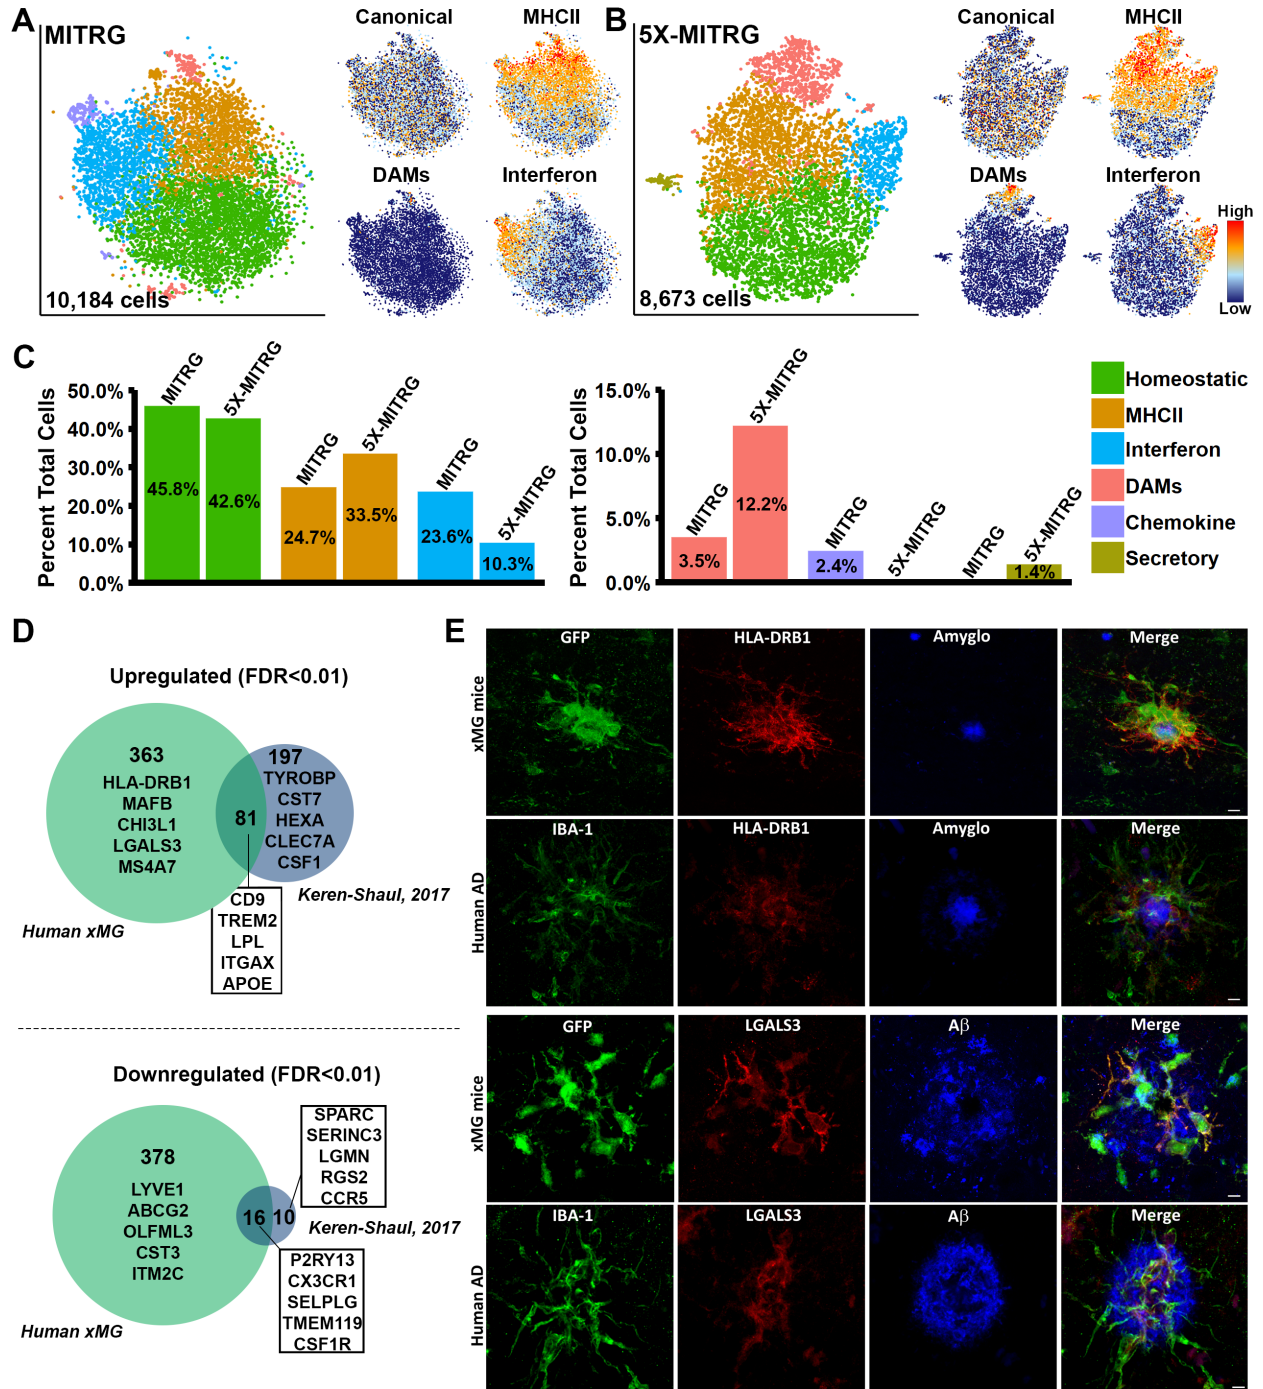 A
MITRG
10,184 cells
Canonical
MHCII
DAMs
Interferon
B
5X-MITRG
8,673 cells
Canonical
MHCII
DAMs
Interferon
High
Low
C
Percent Total Cells
50.0%
40.0%
30.0%
20.0%
10.0%
0.0%
MITRG
5X-MITRG
MITRG
5X-MITRG
MITRG
5X-MITRG
45.8%
42.6%
24.7%
33.5%
23.6%
10.3%
Percent Total Cells
15.0%
10.0%
5.0%
0.0%
MITRG
5X-MITRG
MITRG
5X-MITRG
MITRG
5X-MITRG
3.5%
12.2%
2.4%
1.4%
Homeostatic
MHCII
Interferon
DAMs
Chemokine
Secretory
D
Upregulated (FDR<0.01)
363
HLA-DRB1
MAFB
CHI3L1
LGALS3
MS4A7
81
197
TYROBP
CST7
HEXA
CLEC7A
CSF1
Keren-Shaul, 2017
Human xMG
CD9
TREM2
LPL
ITGAX
APOE
Downregulated (FDR<0.01)
378
LYVE1
ABCG2
OLFML3
CST3
ITM2C
16
10
SPARC
SERINC3
LGMN
RGS2
CCR5
Keren-Shaul, 2017
Human xMG
P2RY13
CX3CR1
SELPLG
TMEM119
CSF1R
E
xMG mice
GFP
HLA-DRB1
Amyglo
Merge
Human AD
IBA-1
HLA-DRB1
Amyglo
Merge
xMG mice
GFP
LGALS3
Aβ
Merge
Human AD
IBA-1
LGALS3
Aβ
Merge